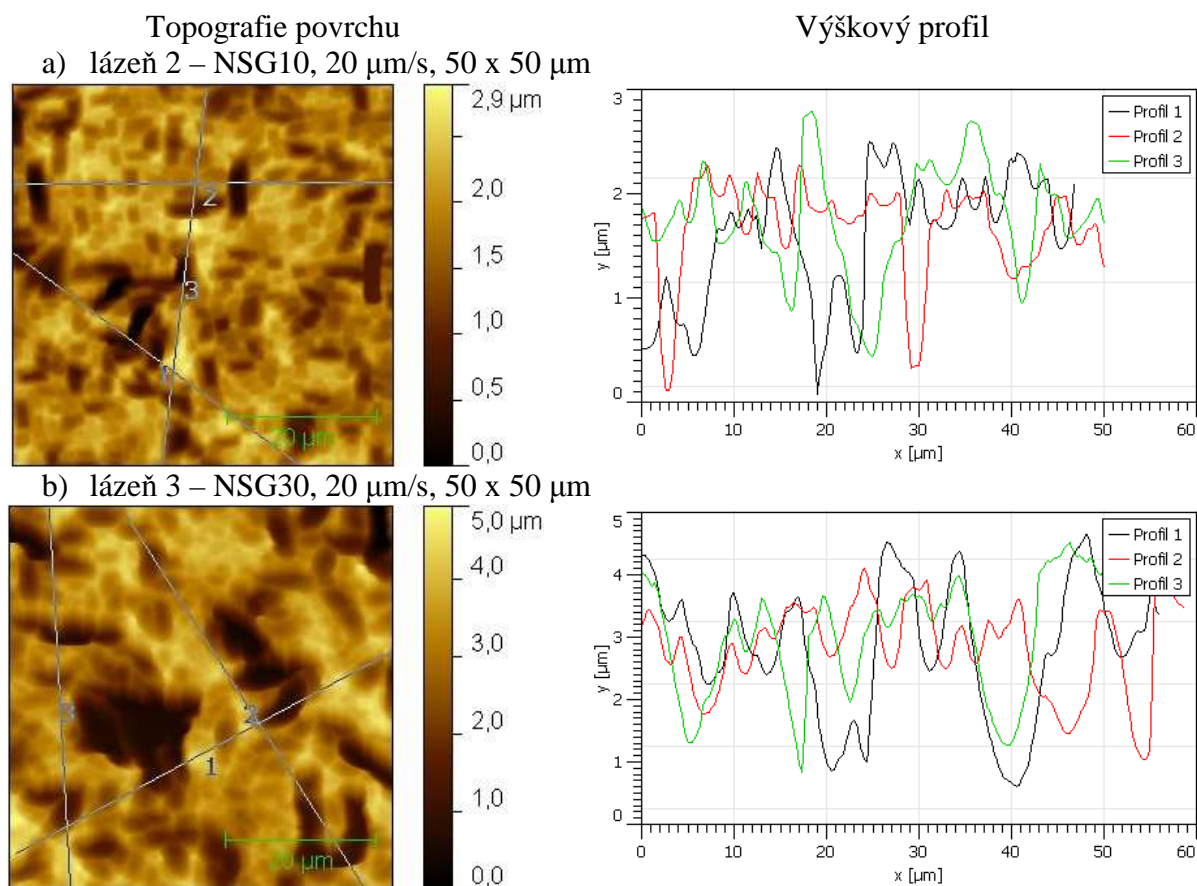 Topografie povrchu
Výškový profil
a) lázeň 2 – NSG10, 20 μm/s, 50 x 50 μm
2
3
1
20 μm
2,9 μm
2,0
1,5
1,0
0,5
0,0
3
2
1
0
y [μm]
0 10 20 30 40 50 60
x [μm]
Profil 1
Profil 2
Profil 3
b) lázeň 3 – NSG30, 20 μm/s, 50 x 50 μm
3
2
1
20 μm
5,0 μm
4,0
3,0
2,0
1,0
0,0
5
4
3
2
1
0
y [μm]
0 10 20 30 40 50 60
x [μm]
Profil 1
Profil 2
Profil 3